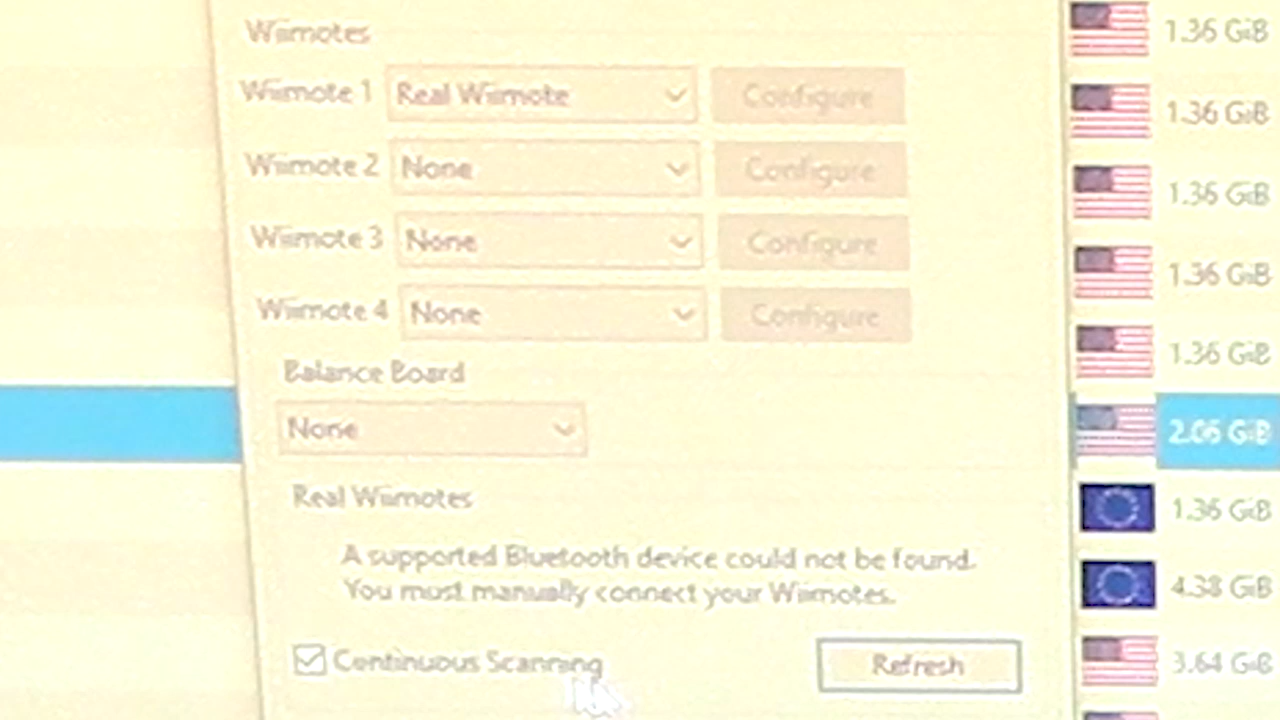 Wiimotes
1.36 GiB
Wiimote 1 Real Wiimote Configure
1.36 GiB
Wiimote 2 None Configure
1.36 GiB
Wiimote 3 None Configure
1.36 GiB
Wiimote 4 None Configure
1.36 GiB
Balance Board
None
2.06 GiB
Real Wiimotes
1.36 GiB
A supported Bluetooth device could not be found.
You must manually connect your Wiimotes.
4.38 GiB
Continuous Scanning Refresh
3.64 GiB